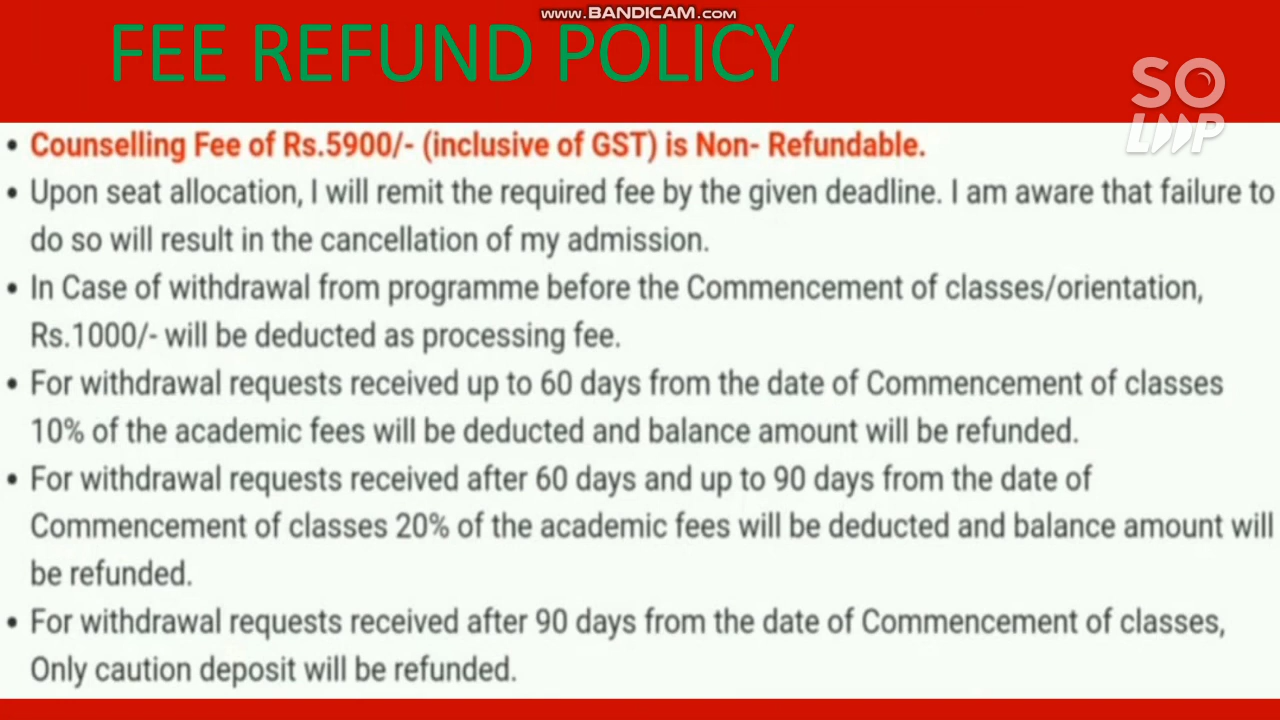 www.BANDICAM.com
FEE REFUND POLICY
SO
LOOP
• Counselling Fee of Rs.5900/- (inclusive of GST) is Non- Refundable.
• Upon seat allocation, I will remit the required fee by the given deadline. I am aware that failure to
do so will result in the cancellation of my admission.
• In Case of withdrawal from programme before the Commencement of classes/orientation,
Rs.1000/- will be deducted as processing fee.
• For withdrawal requests received up to 60 days from the date of Commencement of classes
10% of the academic fees will be deducted and balance amount will be refunded.
• For withdrawal requests received after 60 days and up to 90 days from the date of
Commencement of classes 20% of the academic fees will be deducted and balance amount will
be refunded.
• For withdrawal requests received after 90 days from the date of Commencement of classes,
Only caution deposit will be refunded.